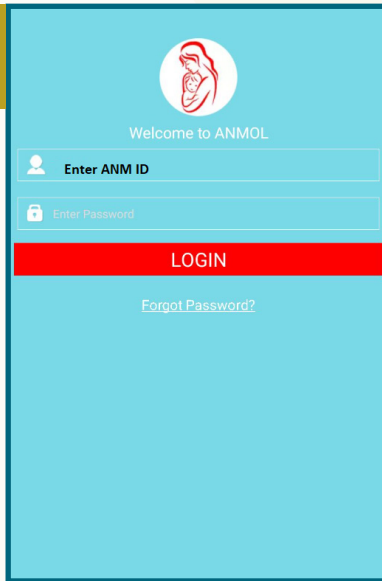 Welcome to ANMOL
Enter ANM ID
Enter Password
LOGIN
Forgot Password?